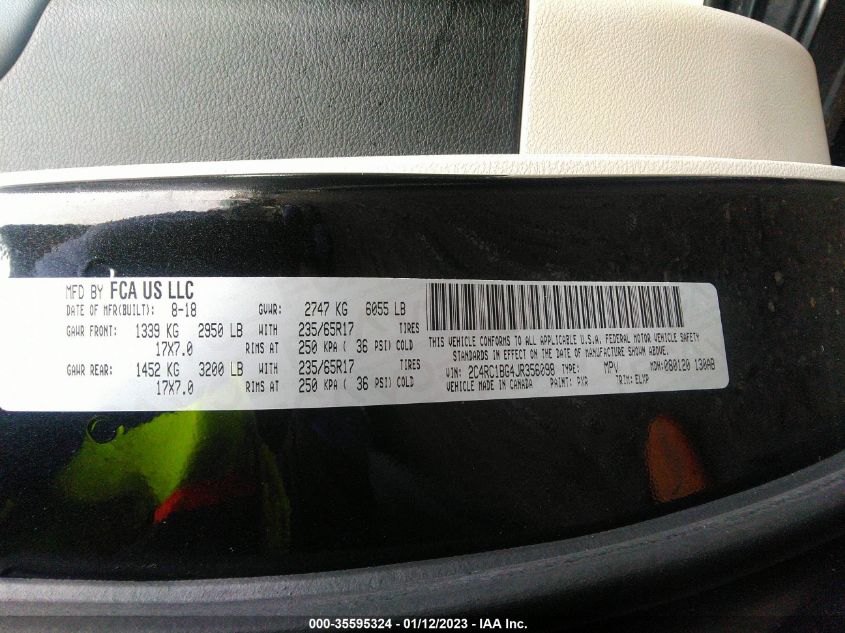 MFD BY FCA US LLC
DATE OF MFR(BUILT): 8-18 GVWR: 2747 KG 6055 LB
GAWR FRONT: 1339 KG 2950 LB WITH 235/65R17 TIRES
17X7.0 RIMS AT 250 KPA ( 36 PSI) COLD
GAWR REAR: 1452 KG 3200 LB WITH 235/65R17 TIRES
17X7.0 RIMS AT 250 KPA ( 36 PSI) COLD
THIS VEHICLE CONFORMS TO ALL APPLICABLE U.S.A. FEDERAL MOTOR VEHICLE SAFETY
STANDARDS IN EFFECT ON THE DATE OF MANUFACTURE SHOWN ABOVE.
VIN: 2C4RC1BG4JR356098 TYPE: MPV MDH: 080120 130AB
VEHICLE MADE IN CANADA PAINT: PXR TRIM: ELXP
000-35595324 - 01/12/2023 - IAA Inc.